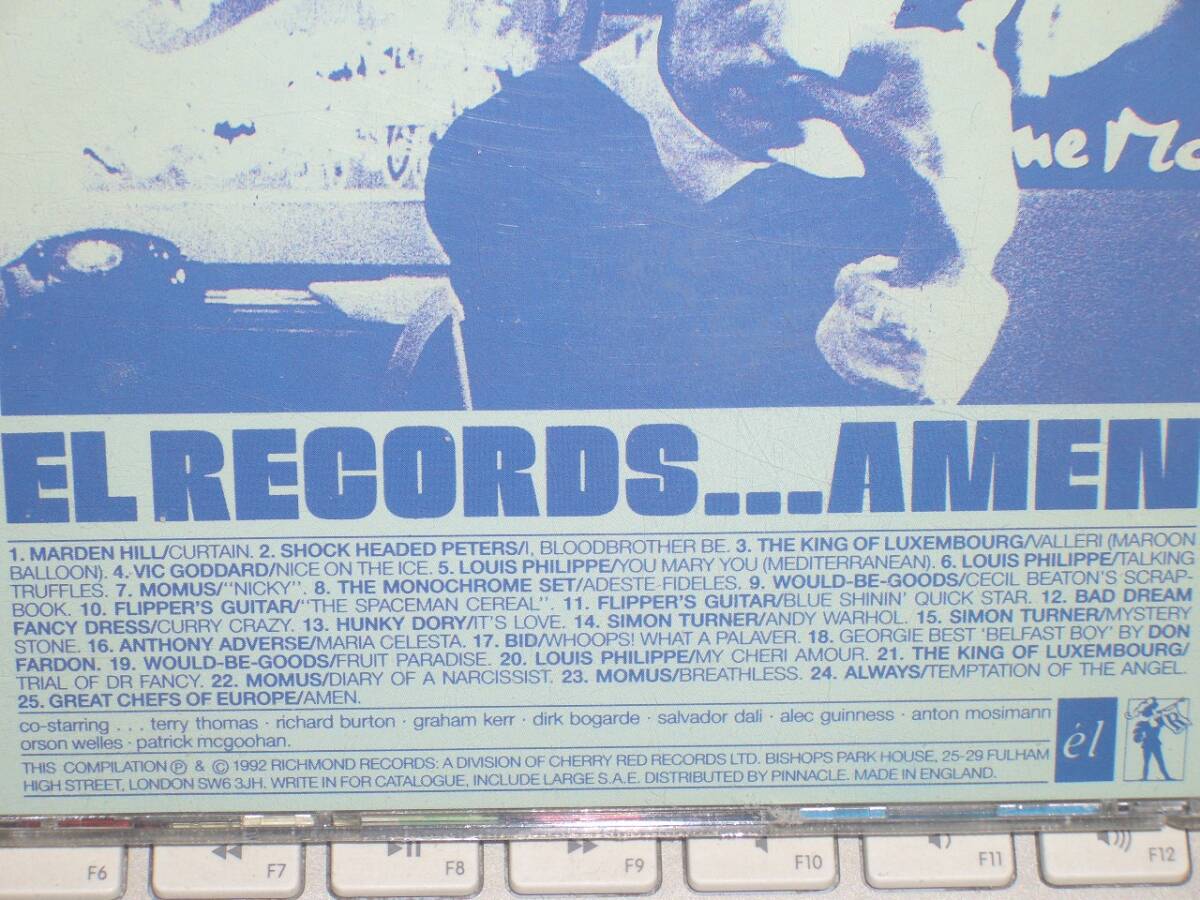 me Mo
EL RECORDS...AMEN
1. MARDEN HILL/CURTAIN. 2. SHOCK HEADED PETERS/I, BLOODBROTHER BE. 3. THE KING OF LUXEMBOURG/VALLERI (MAROON
BALLOON). 4. VIC GODDARD/NICE ON THE ICE. 5. LOUIS PHILIPPE/YOU MARY YOU (MEDITERRANEAN). 6. LOUIS PHILIPPE/TALKING
TRUFFLES. 7. MOMUS/"NICKY". 8. THE MONOCHROME SET/ADESTE-FIDELES. 9. WOULD-BE-GOODS/CECIL BEATON'S SCRAP-
BOOK. 10. FLIPPER'S GUITAR/"THE SPACEMAN CEREAL". 11. FLIPPER'S GUITAR/BLUE SHININ' QUICK STAR. 12. BAD DREAM
FANCY DRESS/CURRY CRAZY. 13. HUNKY DORY/IT'S LOVE. 14. SIMON TURNER/ANDY WARHOL. 15. SIMON TURNER/MYSTERY
STONE. 16. ANTHONY ADVERSE/MARIA CELESTA. 17. BID/WHOOPS! WHAT A PALAVER. 18. GEORGIE BEST 'BELFAST BOY' BY DON
FARDON. 19. WOULD-BE-GOODS/FRUIT PARADISE. 20. LOUIS PHILIPPE/MY CHERI AMOUR. 21. THE KING OF LUXEMBOURG/
TRIAL OF DR FANCY. 22. MOMUS/DIARY OF A NARCISSIST. 23. MOMUS/BREATHLESS. 24. ALWAYS/TEMPTATION OF THE ANGEL.
25. GREAT CHEFS OF EUROPE/AMEN.
co-starring . . . terry thomas · richard burton · graham kerr · dirk bogarde · salvador dali · alec guinness · anton mosimann
orson welles · patrick mcgoohan.
THIS COMPILATION Ⓟ & © 1992 RICHMOND RECORDS: A DIVISION OF CHERRY RED RECORDS LTD. BISHOPS PARK HOUSE, 25-29 FULHAM
HIGH STREET, LONDON SW6 3JH. WRITE IN FOR CATALOGUE, INCLUDE LARGE S.A.E. DISTRIBUTED BY PINNACLE. MADE IN ENGLAND.
él
R
F6 F7 F8 F9 F10 F11 F12